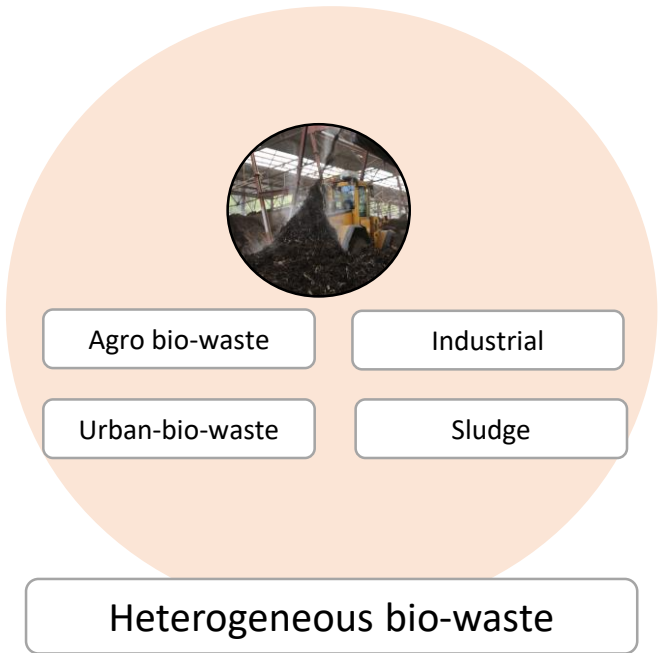 Agro bio-waste
Industrial
Urban-bio-waste
Sludge
Heterogeneous bio-waste